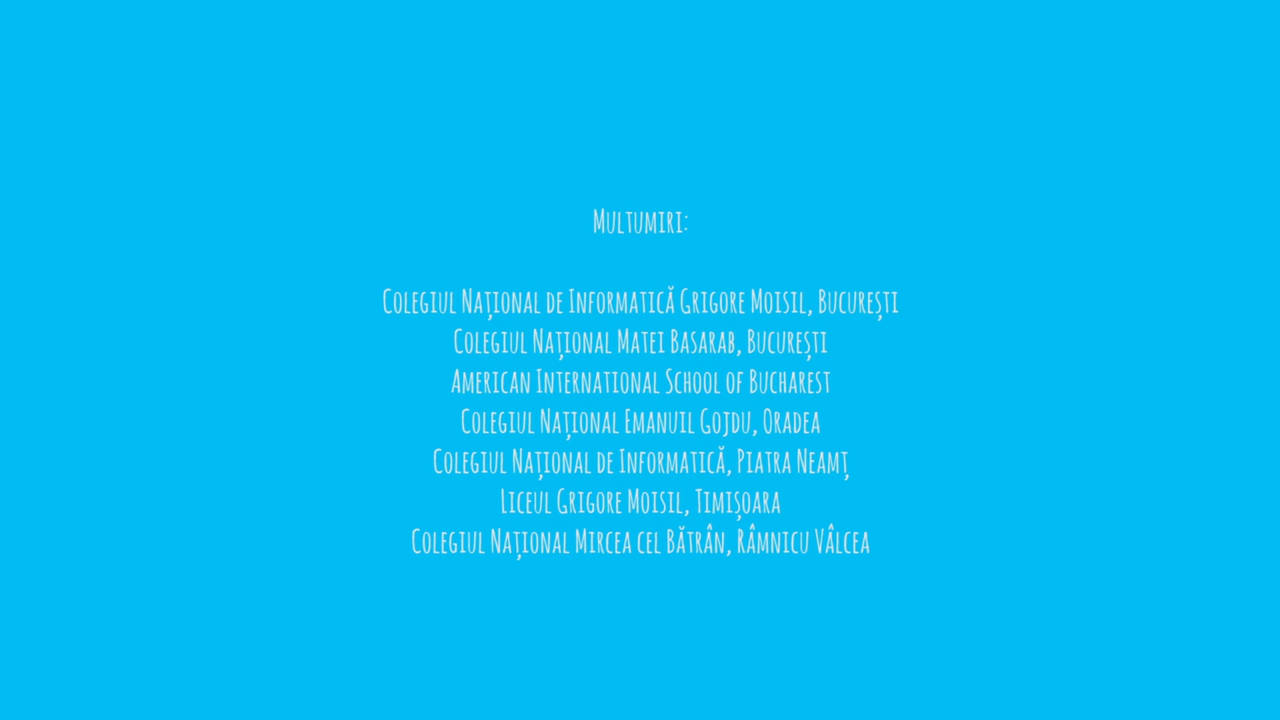 Multumiri:
Colegiul Național de Informatică Grigore Moisil, București
Colegiul Național Matei Basarab, București
American International School of Bucharest
Colegiul Național Emanuil Gojdu, Oradea
Colegiul Național de Informatică, Piatra Neamț
Liceul Grigore Moisil, Timișoara
Colegiul Național Mircea cel Bătrân, Râmnicu Vâlcea